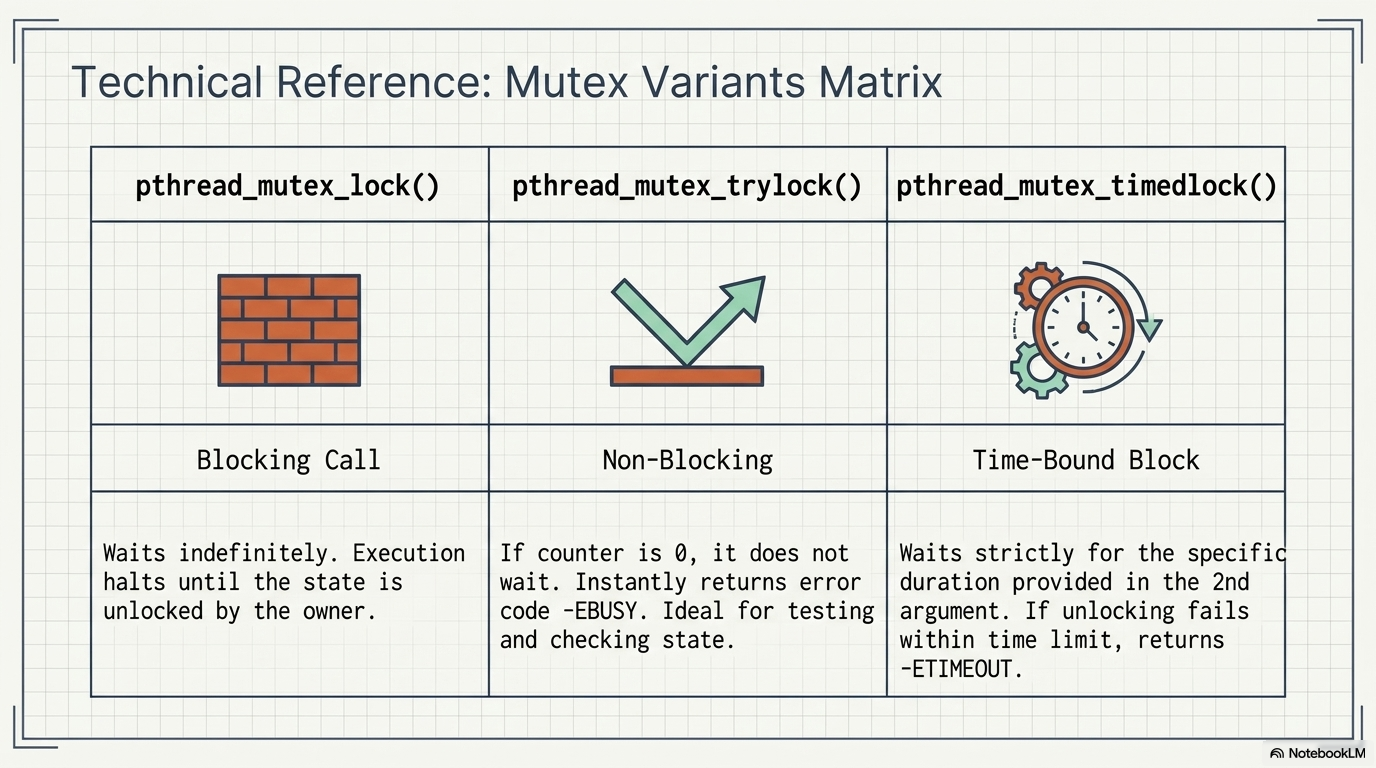 Technical Reference: Mutex Variants Matrix
pthread_mutex_lock()
pthread_mutex_trylock()
pthread_mutex_timedlock()
Blocking Call
Non-Blocking
Time-Bound Block
Waits indefinitely. Execution
halts until the state is
unlocked by the owner.
If counter is 0, it does not
wait. Instantly returns error
code -EBUSY. Ideal for testing
and checking state.
Waits strictly for the specific
duration provided in the 2nd
argument. If unlocking fails
within time limit, returns
-ETIMEOUT.
NotebookLM